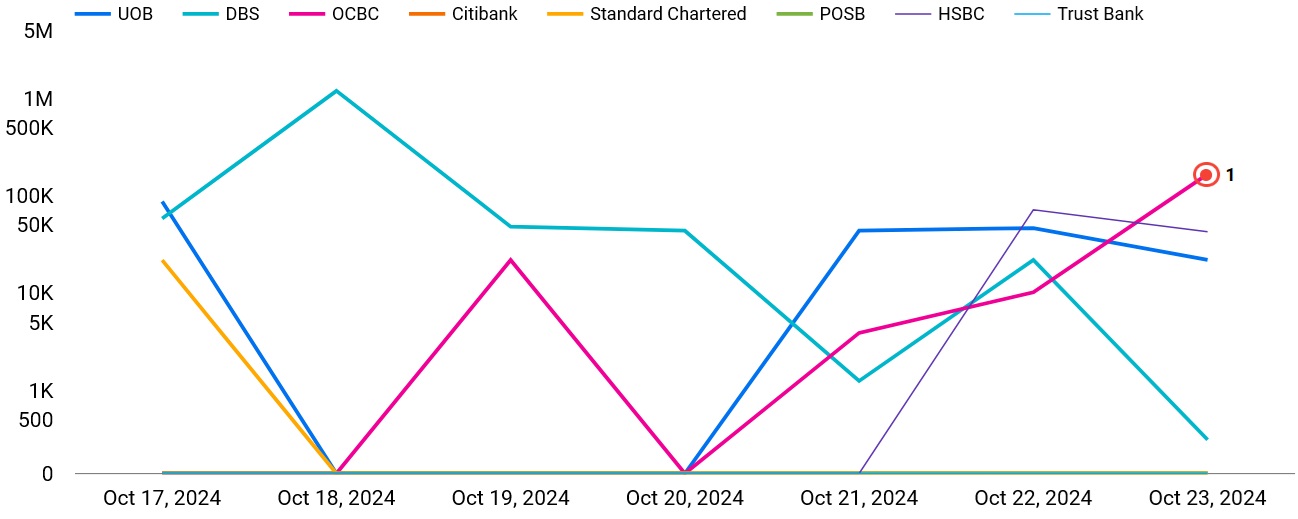 UOB DBS OCBC Citibank Standard Chartered POSB HSBC Trust Bank
5M
1M
500K
100K
50K
10K
5K
1K
500
0
1
Oct 17, 2024 Oct 18, 2024 Oct 19, 2024 Oct 20, 2024 Oct 21, 2024 Oct 22, 2024 Oct 23, 2024